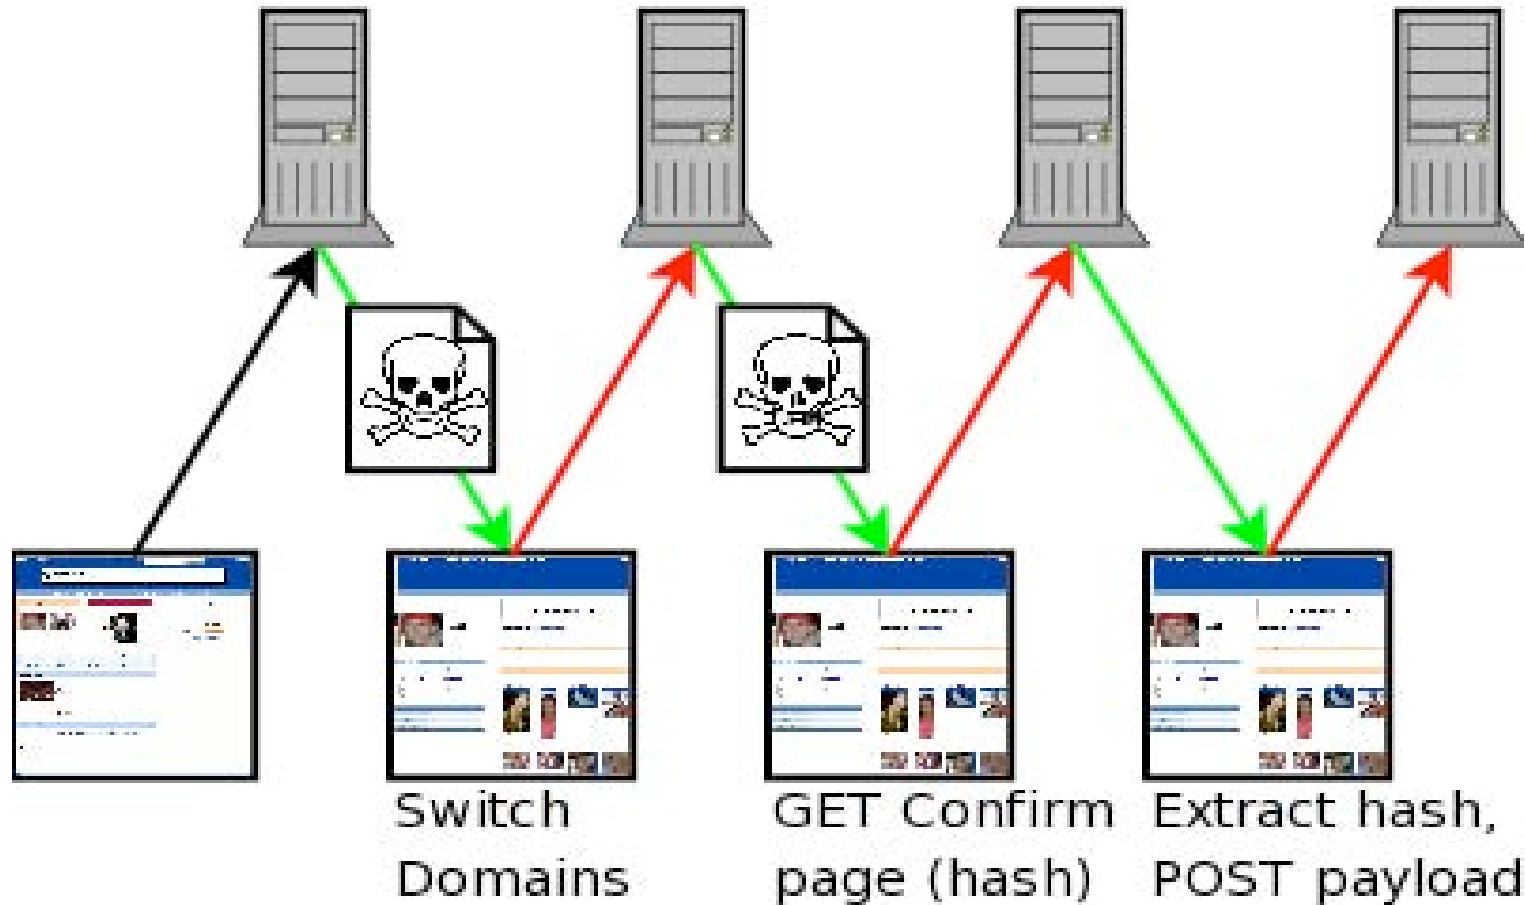 Switch
Domains
GET Confirm
page (hash)
Extract hash,
POST payload